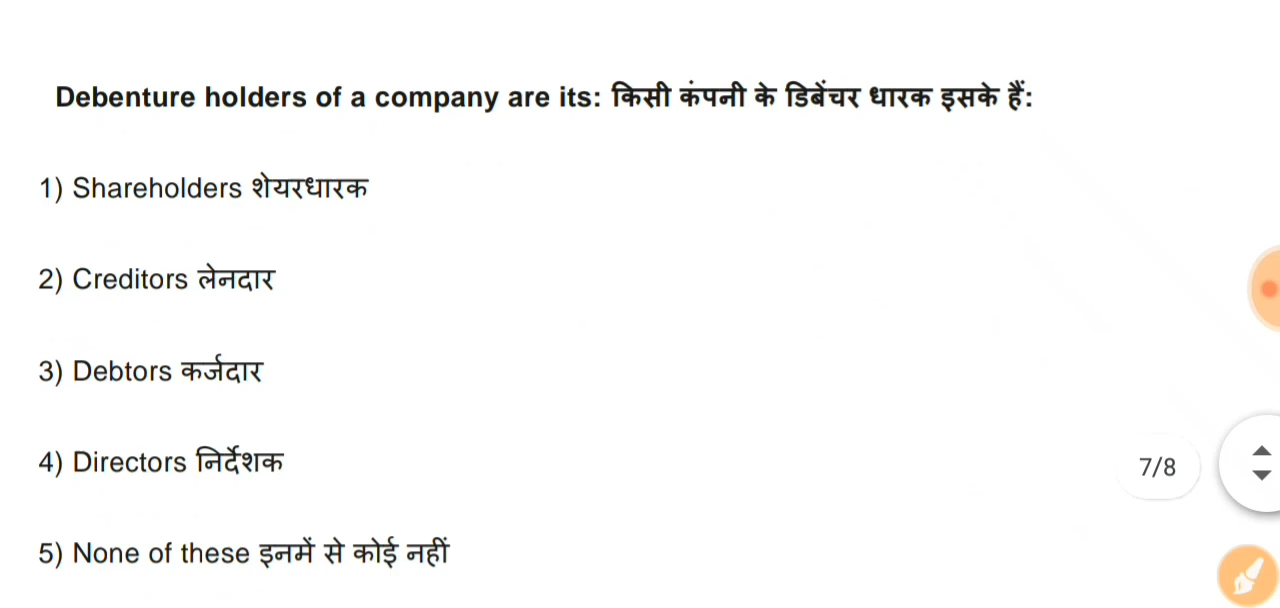 Debenture holders of a company are its: किसी कंपनी के डिबेंचर धारक इसके हैं:
1) Shareholders शेयरधारक
2) Creditors लेनदार
3) Debtors कर्जदार
4) Directors निर्देशक
7/8
5) None of these इनमें से कोई नहीं